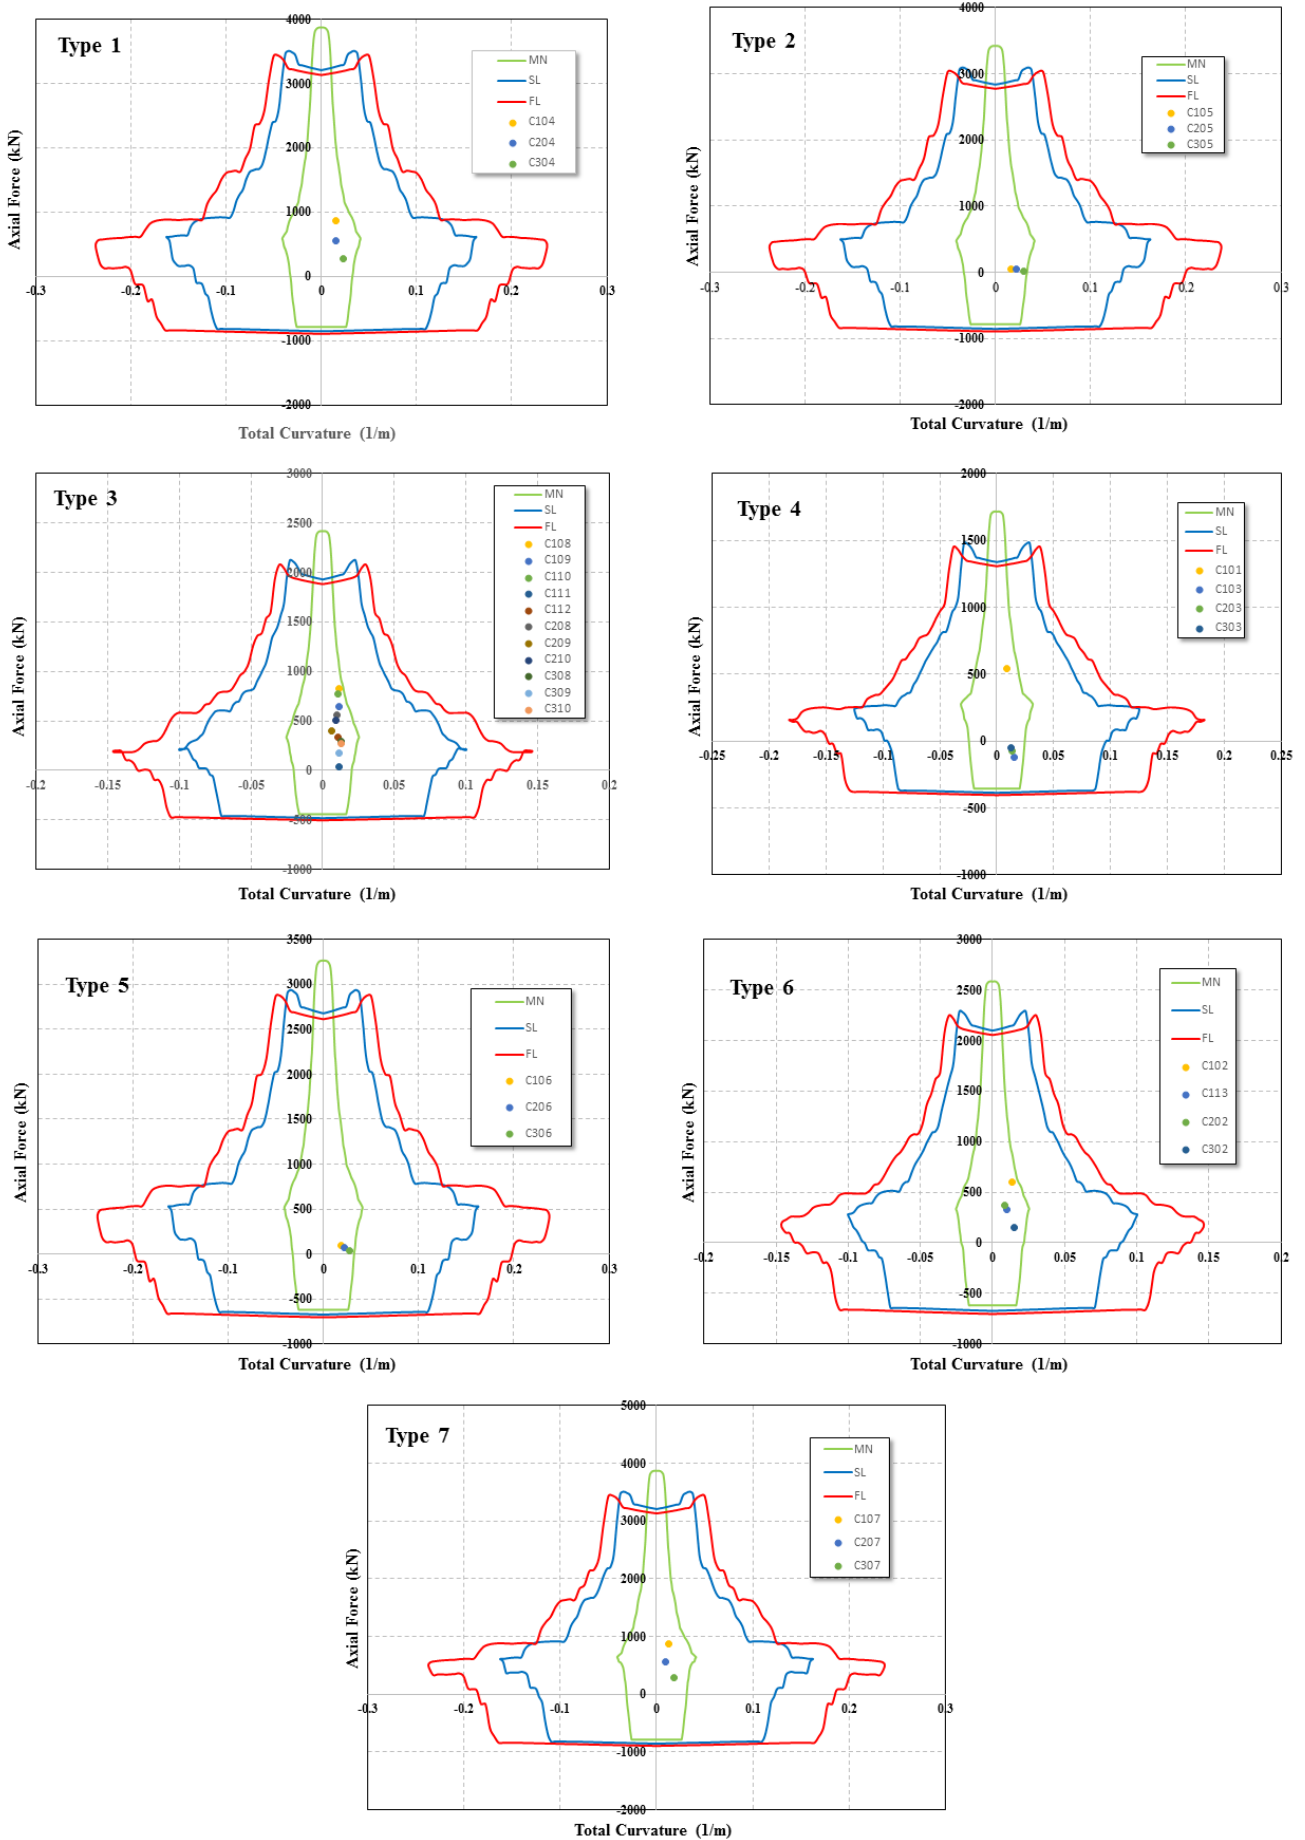 Type 1
4000
3000
2000
1000
0
-1000
-2000
-0.3
-0.2
-0.1
0
0.1
0.2
0.3
Axial Force (kN)
Total Curvature (1/m)
MN
SL
FL
C104
C204
C304
Type 2
4000
3000
2000
1000
0
-1000
-2000
-0.3
-0.2
-0.1
0
0.1
0.2
0.3
Axial Force (kN)
Total Curvature (1/m)
MN
SL
FL
C105
C205
C305
Type 3
3000
2500
2000
1500
1000
500
0
-500
-1000
-0.2
-0.15
-0.1
-0.05
0
0.05
0.1
0.15
0.2
Axial Force (kN)
Total Curvature (1/m)
MN
SL
FL
C108
C109
C110
C111
C112
C208
C209
C210
C308
C309
C310
Type 4
2000
1500
1000
500
0
-500
-1000
-0.25
-0.2
-0.15
-0.1
-0.05
0
0.05
0.1
0.15
0.2
0.25
Axial Force (kN)
Total Curvature (1/m)
MN
SL
FL
C101
C103
C203
C303
Type 5
3500
3000
2500
2000
1500
1000
500
0
-500
-1000
-0.3
-0.2
-0.1
0
0.1
0.2
0.3
Axial Force (kN)
Total Curvature (1/m)
MN
SL
FL
C106
C206
C306
Type 6
3000
2500
2000
1500
1000
500
0
-500
-1000
-0.2
-0.15
-0.1
-0.05
0
0.05
0.1
0.15
0.2
Axial Force (kN)
Total Curvature (1/m)
MN
SL
FL
C102
C113
C202
C302
Type 7
5000
4000
3000
2000
1000
0
-1000
-2000
-0.3
-0.2
-0.1
0
0.1
0.2
0.3
Axial Force (kN)
Total Curvature (1/m)
MN
SL
FL
C107
C207
C307